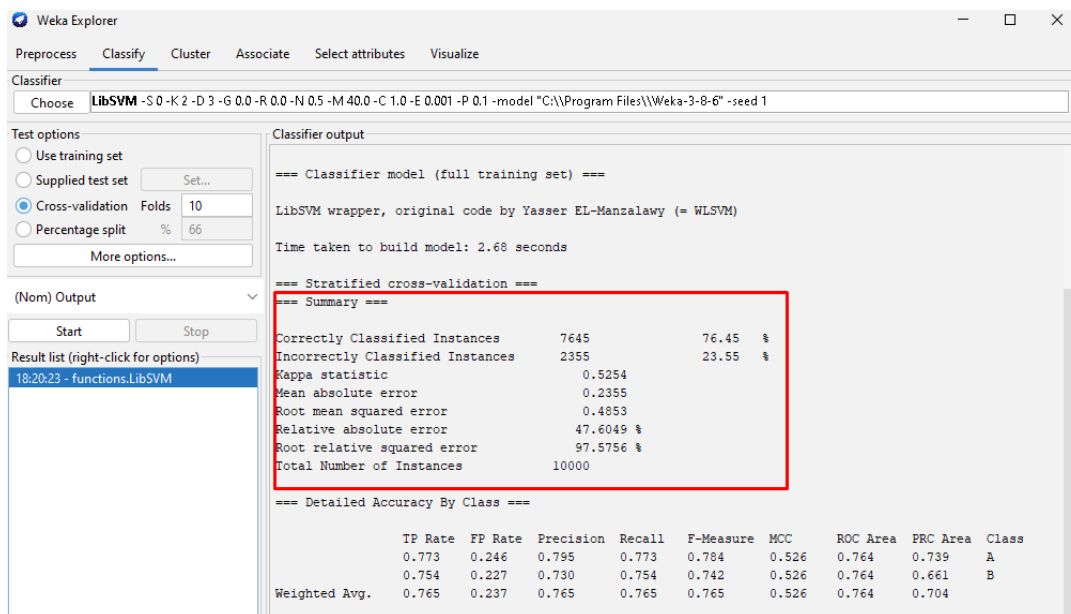 Weka Explorer
Preprocess Classify Cluster Associate Select attributes Visualize
Classifier
Choose LibSVM -S 0 -K 2 -D 3 -G 0.0 -R 0.0 -N 0.5 -M 40.0 -C 1.0 -E 0.001 -P 0.1 -model "C:\\Program Files\\Weka-3-8-6" -seed 1
Test options
Use training set
Supplied test set Set...
Cross-validation Folds 10
Percentage split % 66
More options...
(Nom) Output
Start Stop
Result list (right-click for options)
18:20:23 - functions.LibSVM
Classifier output
=== Classifier model (full training set) ===
LibSVM wrapper, original code by Yasser EL-Manzalawy (= WLSVM)
Time taken to build model: 2.68 seconds
=== Stratified cross-validation ===
=== Summary ===
Correctly Classified Instances 7645 76.45 %
Incorrectly Classified Instances 2355 23.55 %
Kappa statistic 0.5254
Mean absolute error 0.2355
Root mean squared error 0.4853
Relative absolute error 47.6049 %
Root relative squared error 97.5756 %
Total Number of Instances 10000
=== Detailed Accuracy By Class ===
TP Rate FP Rate Precision Recall F-Measure MCC ROC Area PRC Area Class
0.773 0.246 0.795 0.773 0.784 0.526 0.764 0.739 A
0.754 0.227 0.730 0.754 0.742 0.526 0.764 0.661 B
Weighted Avg. 0.765 0.237 0.765 0.765 0.765 0.526 0.764 0.704